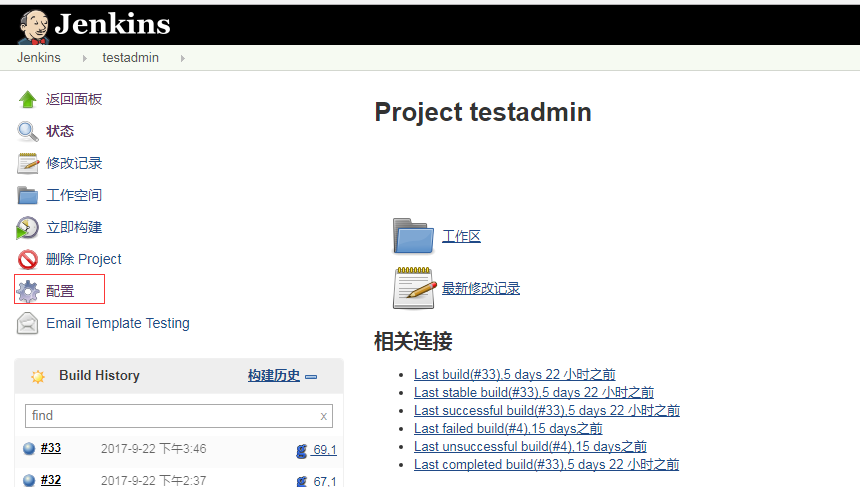 Jenkins
Jenkins testadmin
返回面板
状态
修改记录
工作空间
立即构建
删除 Project
配置
Email Template Testing
Build History 构建历史
find x
#33 2017-9-22 下午3:46 69,1
#32 2017-9-22 下午2:37 67,1
Project testadmin
工作区
最新修改记录
相关连接
Last build(#33),5 days 22 小时之前
Last stable build(#33),5 days 22 小时之前
Last successful build(#33),5 days 22 小时之前
Last failed build(#4),15 days之前
Last unsuccessful build(#4),15 days之前
Last completed build(#33),5 days 22 小时之前